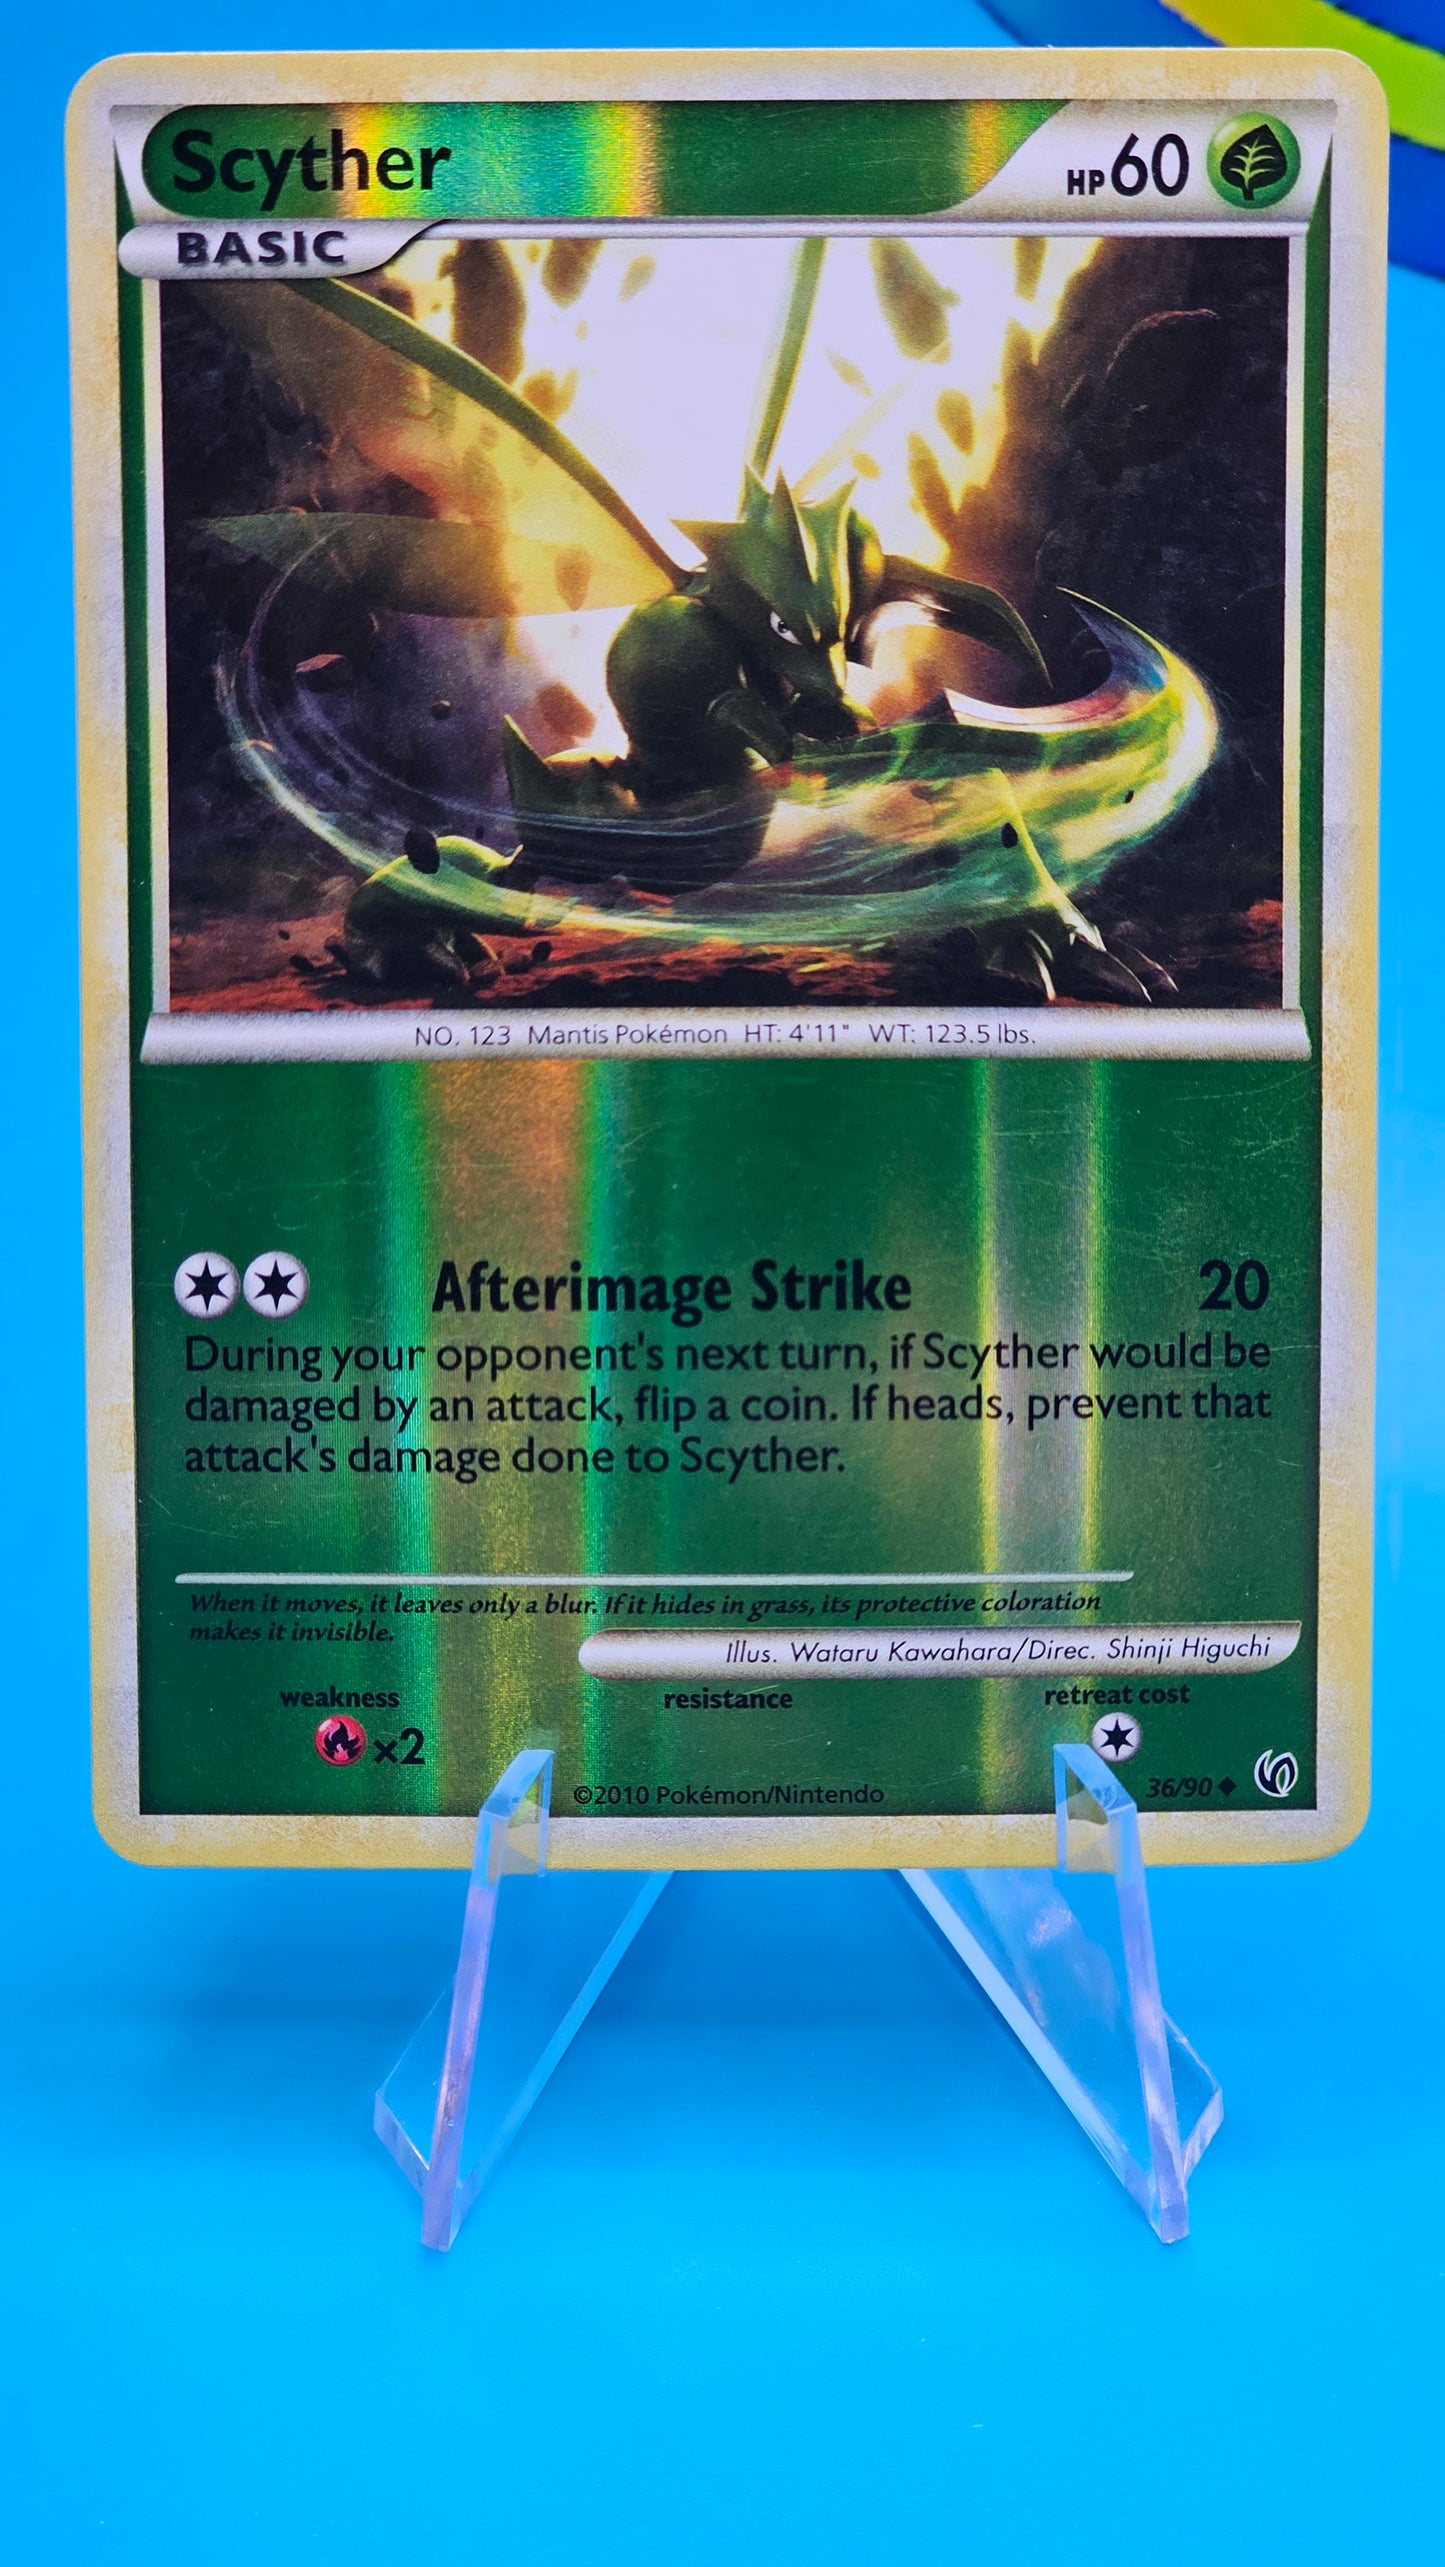 Scyther
HP60
BASIC
NO. 123 Mantis Pokémon HT: 4'11" WT: 123.5 lbs.
Afterimage Strike 20
During your opponent's next turn, if Scyther would be
damaged by an attack, flip a coin. If heads, prevent that
attack's damage done to Scyther.
When it moves, it leaves only a blur. If it hides in grass, its protective coloration
makes it invisible.
Illus. Wataru Kawahara/Direc. Shinji Higuchi
weakness resistance retreat cost
×2
©2010 Pokémon/Nintendo 36/90